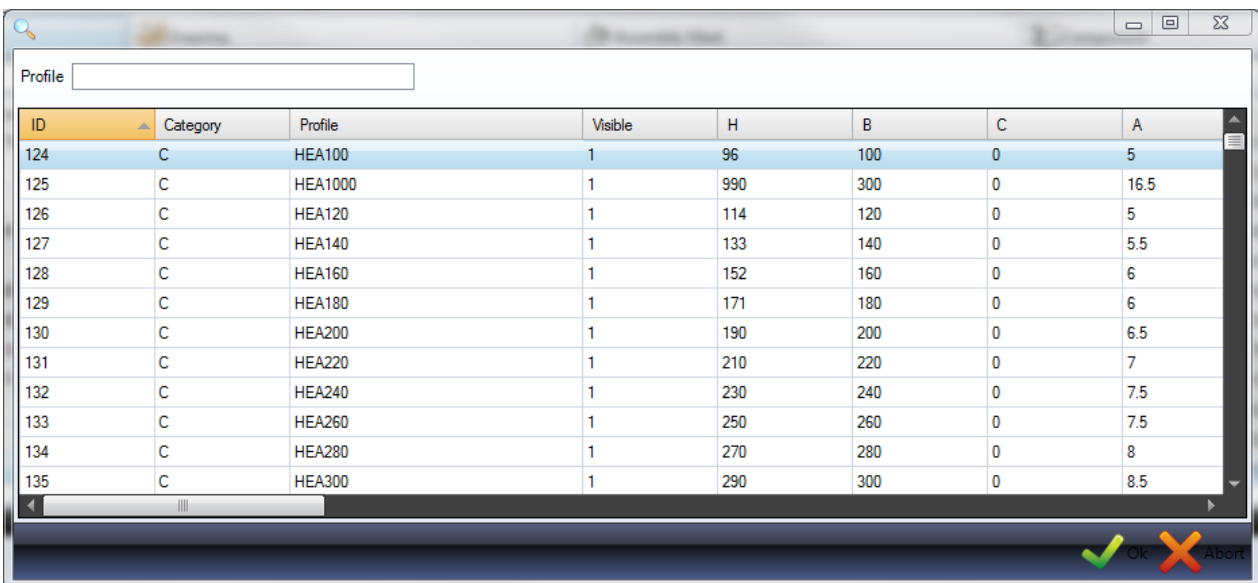 Drawing Assembly Mark
Profile
ID Category Profile Visible H B C A
124 C HEA100 1 96 100 0 5
125 C HEA1000 1 990 300 0 16.5
126 C HEA120 1 114 120 0 5
127 C HEA140 1 133 140 0 5.5
128 C HEA160 1 152 160 0 6
129 C HEA180 1 171 180 0 6
130 C HEA200 1 190 200 0 6.5
131 C HEA220 1 210 220 0 7
132 C HEA240 1 230 240 0 7.5
133 C HEA260 1 250 260 0 7.5
134 C HEA280 1 270 280 0 8
135 C HEA300 1 290 300 0 8.5
Ok Abort